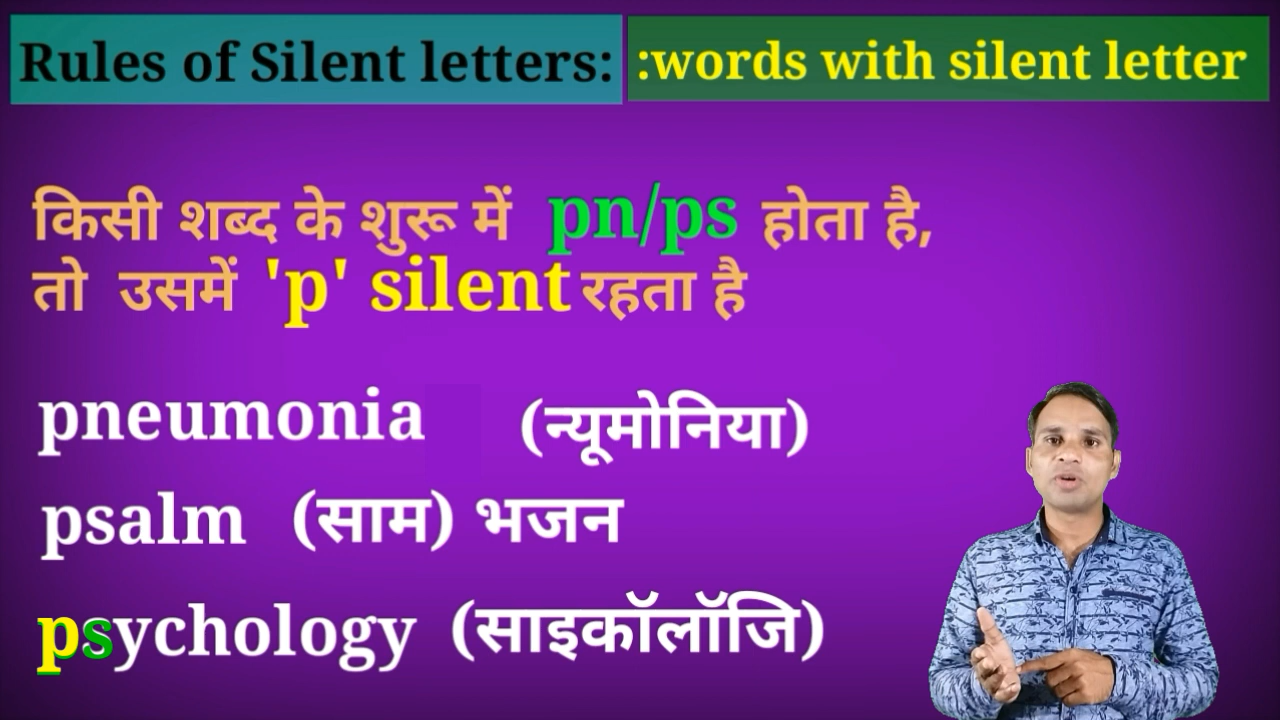 Rules of Silent letters: :words with silent letter
किसी शब्द के शुरू में pn/ps होता है,
तो उसमें 'p' silent रहता है
pneumonia (न्यूमोनिया)
psalm (साम) भजन
psychology (साइकॉलॉजि)